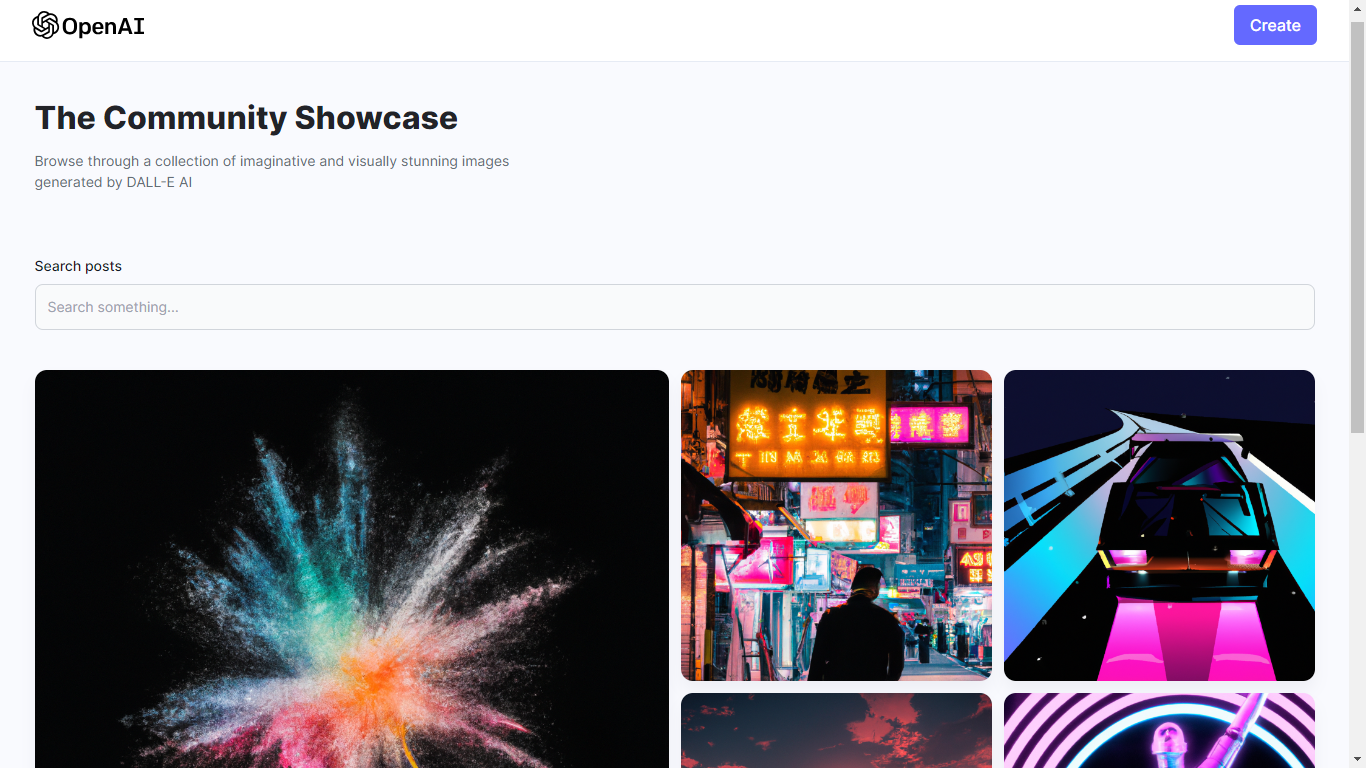 OpenAI
Create
The Community Showcase
Browse through a collection of imaginative and visually stunning images
generated by DALL-E AI
Search posts
Search something...